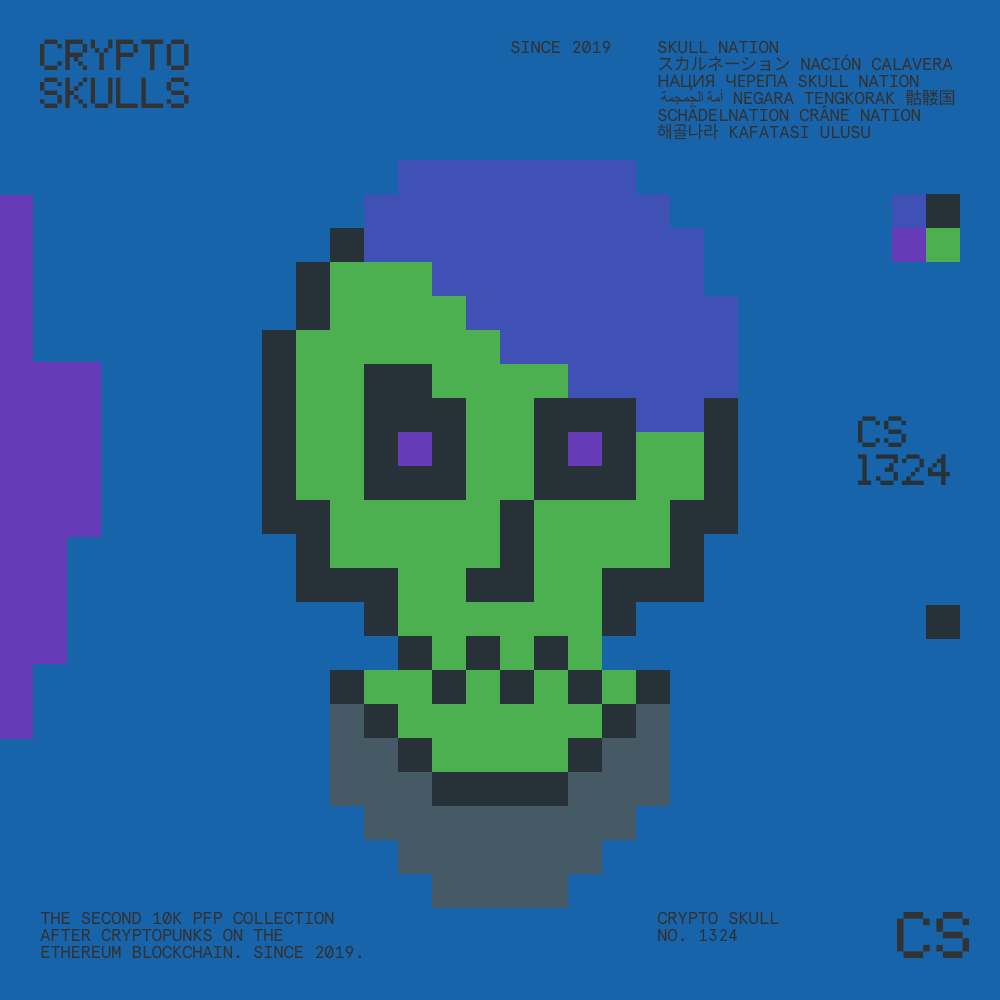 CRYPTO
SKULLS
SINCE 2019
SKULL NATION
スカルネーション NACIÓN CALAVERA
НАЦИЯ ЧЕРЕПА SKULL NATION
أمة الجمجمة NEGARA TENGKORAK 骷髅国
SCHÄDELNATION CRÂNE NATION
해골나라 KAFATASI ULUSU
CS
1324
THE SECOND 10K PFP COLLECTION
AFTER CRYPTOPUNKS ON THE
ETHEREUM BLOCKCHAIN. SINCE 2019.
CRYPTO SKULL
NO. 1324
CS